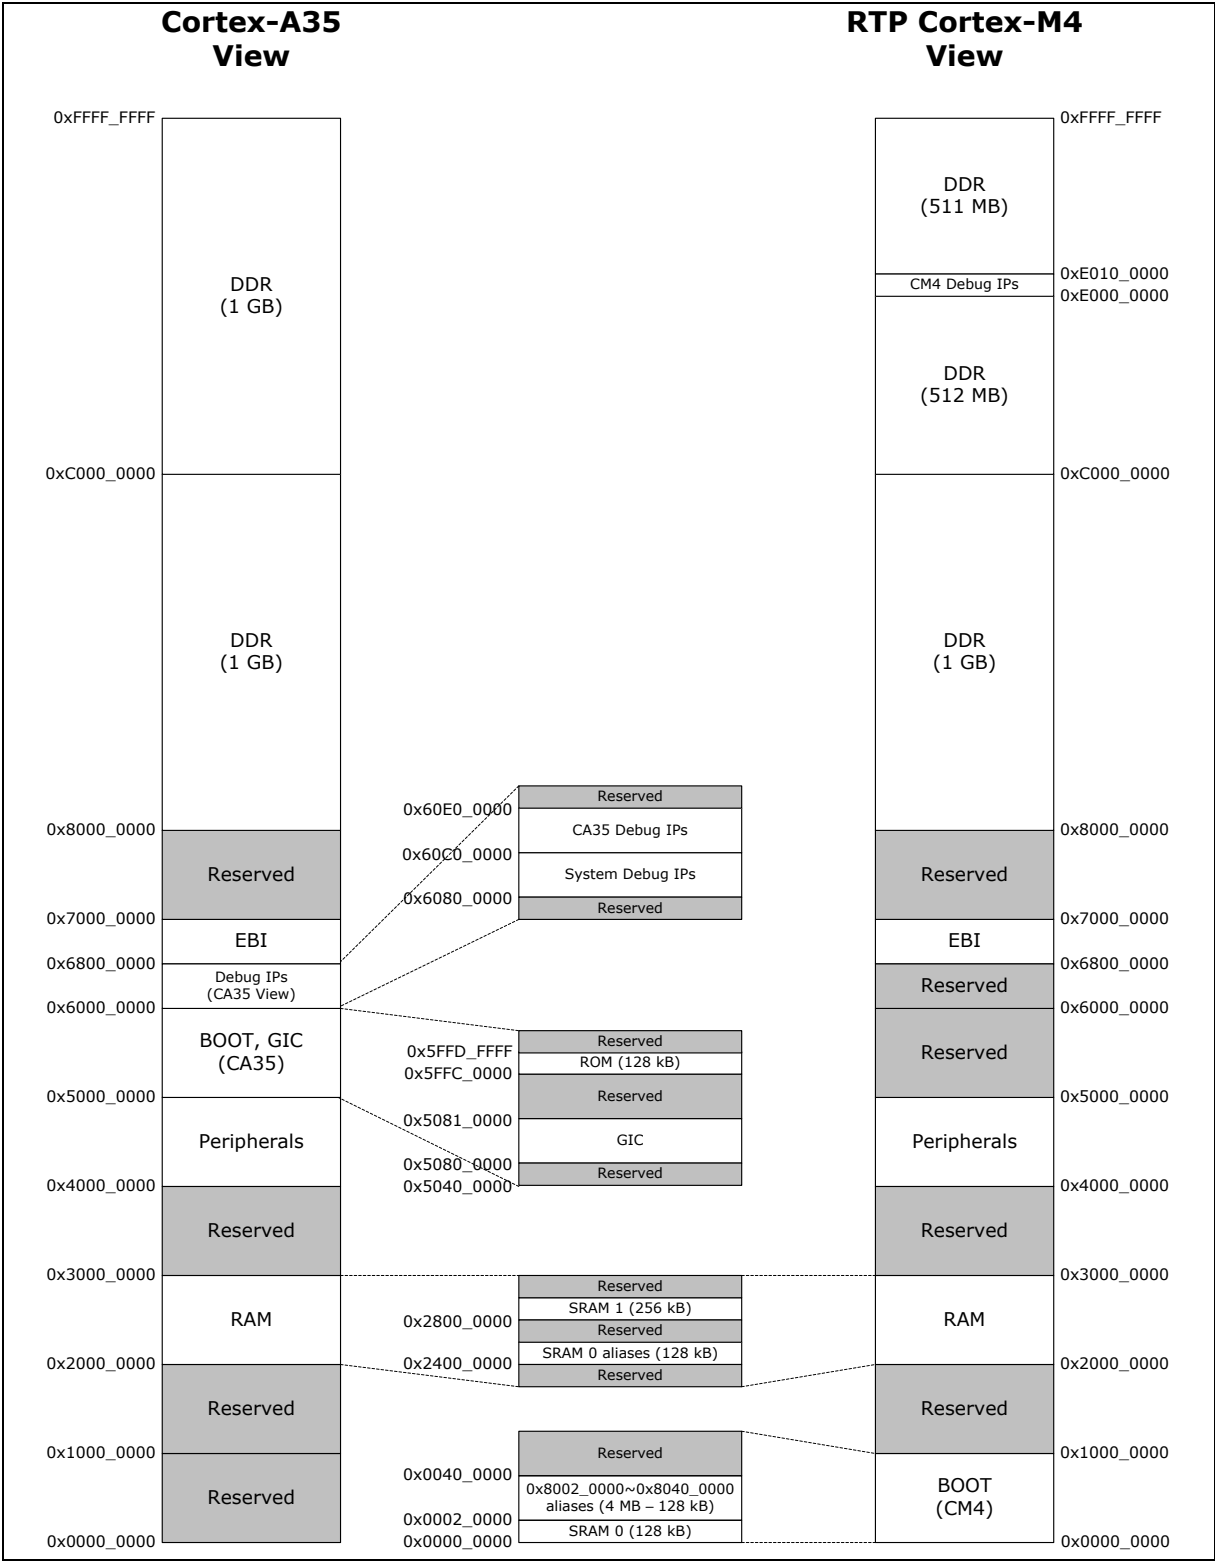 Cortex-A35
View
RTP Cortex-M4
View
0xFFFF_FFFF
DDR
(1 GB)
0xC000_0000
DDR
(1 GB)
0x8000_0000
Reserved
0x7000_0000
EBI
0x6800_0000
Debug IPs
(CA35 View)
0x6000_0000
BOOT, GIC
(CA35)
0x5000_0000
Peripherals
0x4000_0000
Reserved
0x3000_0000
RAM
0x2000_0000
Reserved
0x1000_0000
Reserved
0x0000_0000
Reserved
0x60E0_0000
CA35 Debug IPs
0x60C0_0000
System Debug IPs
0x6080_0000
Reserved
Reserved
0x5FFD_FFFF
ROM (128 kB)
0x5FFC_0000
Reserved
0x5081_0000
GIC
0x5080_0000
Reserved
0x5040_0000
Reserved
SRAM 1 (256 kB)
0x2800_0000
Reserved
SRAM 0 aliases (128 kB)
0x2400_0000
Reserved
Reserved
0x0040_0000
0x8002_0000~0x8040_0000
aliases (4 MB – 128 kB)
0x0002_0000
SRAM 0 (128 kB)
0x0000_0000
0xFFFF_FFFF
DDR
(511 MB)
0xE010_0000
CM4 Debug IPs
0xE000_0000
DDR
(512 MB)
0xC000_0000
DDR
(1 GB)
0x8000_0000
Reserved
0x7000_0000
EBI
0x6800_0000
Reserved
0x6000_0000
Reserved
0x5000_0000
Peripherals
0x4000_0000
Reserved
0x3000_0000
RAM
0x2000_0000
Reserved
0x1000_0000
BOOT
(CM4)
0x0000_0000